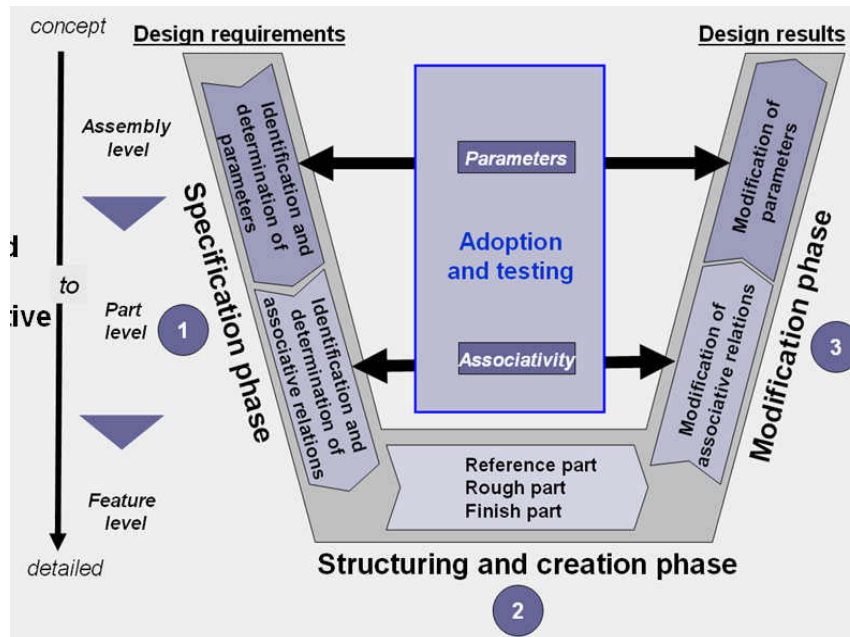 concept
Design requirements
Design results
Assembly
level
Identification and
determination of
parameters
Parameters
Modification of
parameters
Specification phase
Adoption
and testing
Modification phase
d
to
tive
Part
level
1
Identification and
determination of
associative relations
Associativity
Modification of
associative relations
3
Reference part
Rough part
Finish part
Feature
level
detailed
Structuring and creation phase
2